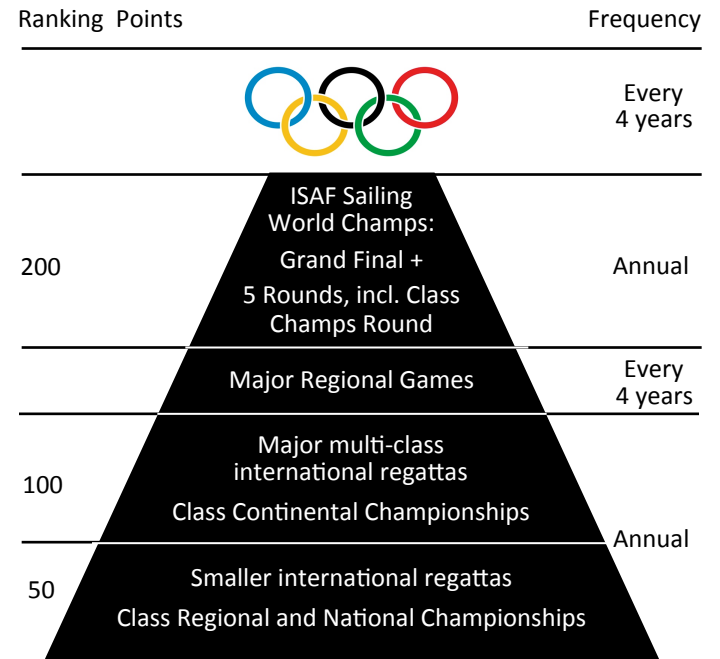 Ranking Points
Frequency
Every
4 years
ISAF Sailing
World Champs:
Grand Final +
5 Rounds, incl. Class
Champs Round
200
Annual
Major Regional Games
Every
4 years
Major multi-class
international regattas
Class Continental Championships
100
Annual
Smaller international regattas
Class Regional and National Championships
50